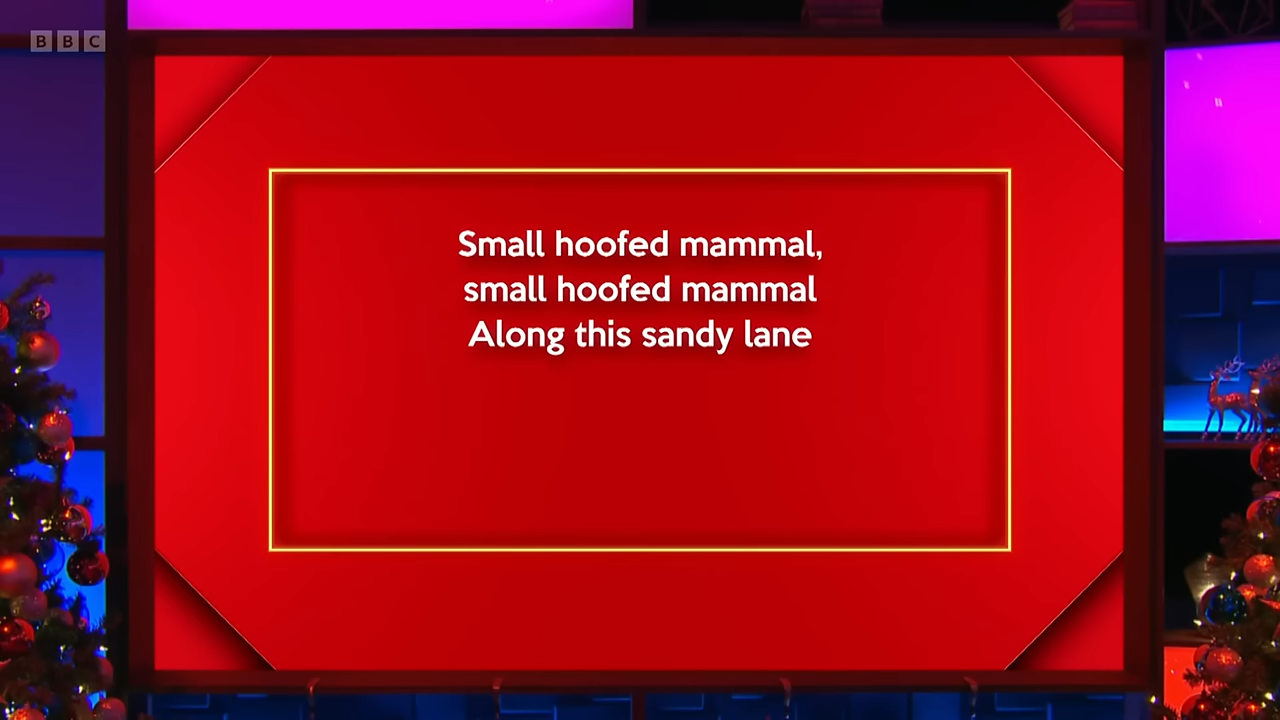 BBC
Small hoofed mammal,
small hoofed mammal
Along this sandy lane